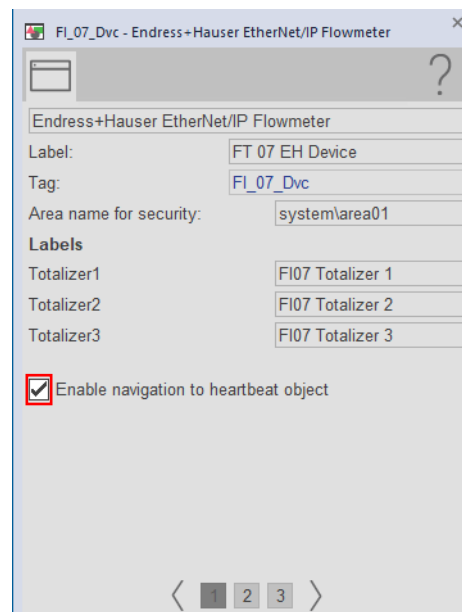 FI_07_Dvc - Endress+Hauser EtherNet/IP Flowmeter ×
?
Endress+Hauser EtherNet/IP Flowmeter
Label: FT 07 EH Device
Tag: FI_07_Dvc
Area name for security: system\area01
Labels
Totalizer1 FI07 Totalizer 1
Totalizer2 FI07 Totalizer 2
Totalizer3 FI07 Totalizer 3
Enable navigation to heartbeat object
1 2 3